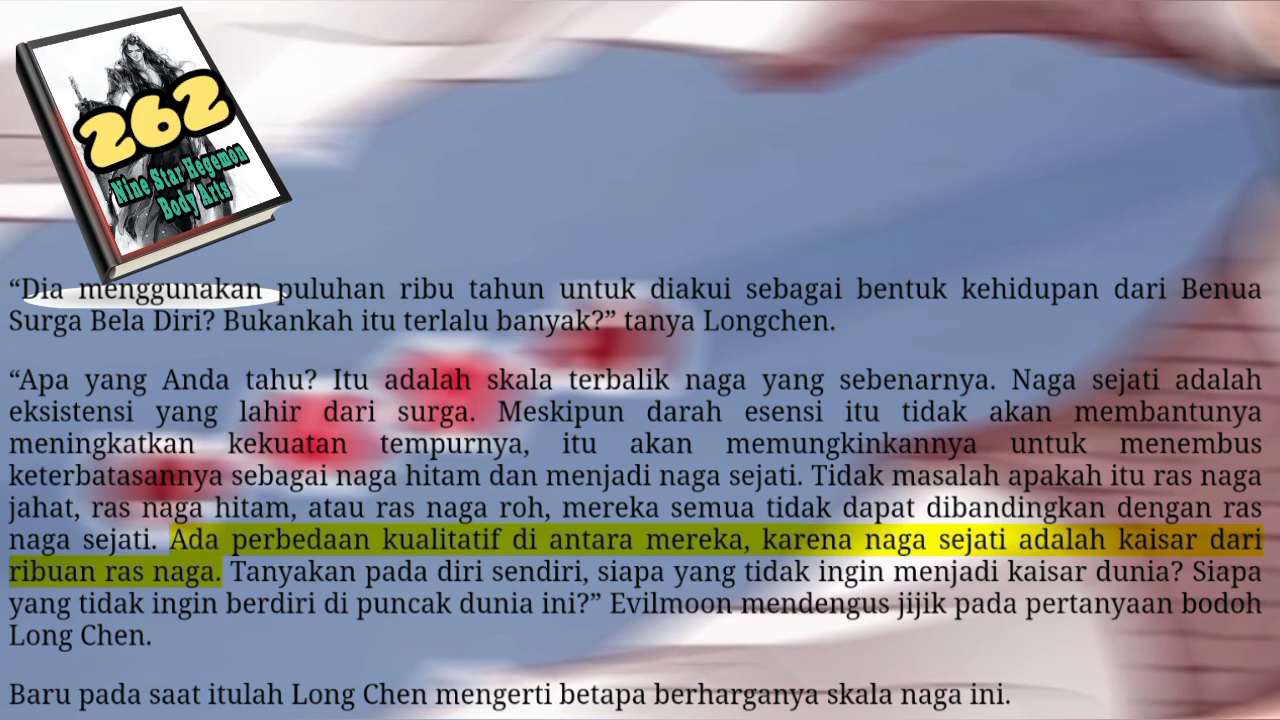 262
Nine Star Hegemon
Body Arts
“Dia menggunakan puluhan ribu tahun untuk diakui sebagai bentuk kehidupan dari Benua
Surga Bela Diri? Bukankah itu terlalu banyak?” tanya Longchen.
“Apa yang Anda tahu? Itu adalah skala terbalik naga yang sebenarnya. Naga sejati adalah
eksistensi yang lahir dari surga. Meskipun darah esensi itu tidak akan membantunya
meningkatkan kekuatan tempurnya, itu akan memungkinkannya untuk menembus
keterbatasannya sebagai naga hitam dan menjadi naga sejati. Tidak masalah apakah itu ras naga
jahat, ras naga hitam, atau ras naga roh, mereka semua tidak dapat dibandingkan dengan ras
naga sejati. Ada perbedaan kualitatif di antara mereka, karena naga sejati adalah kaisar dari
ribuan ras naga. Tanyakan pada diri sendiri, siapa yang tidak ingin menjadi kaisar dunia? Siapa
yang tidak ingin berdiri di puncak dunia ini?” Evilmoon mendengus jijik pada pertanyaan bodoh
Long Chen.
Baru pada saat itulah Long Chen mengerti betapa berharganya skala naga ini.